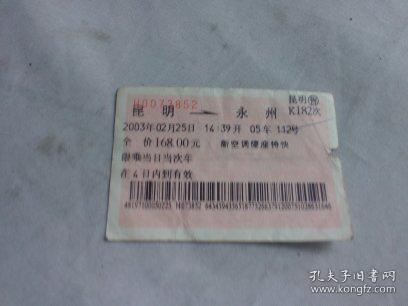 H0073852
昆明(售)
昆明 → 永州 K182次
2003年02月25日 14:39开 05车 112号
全价168.00元 新空调硬座特快
限乘当日当次车
在4日内到有效
孔夫子旧书网
www.kongfz.com